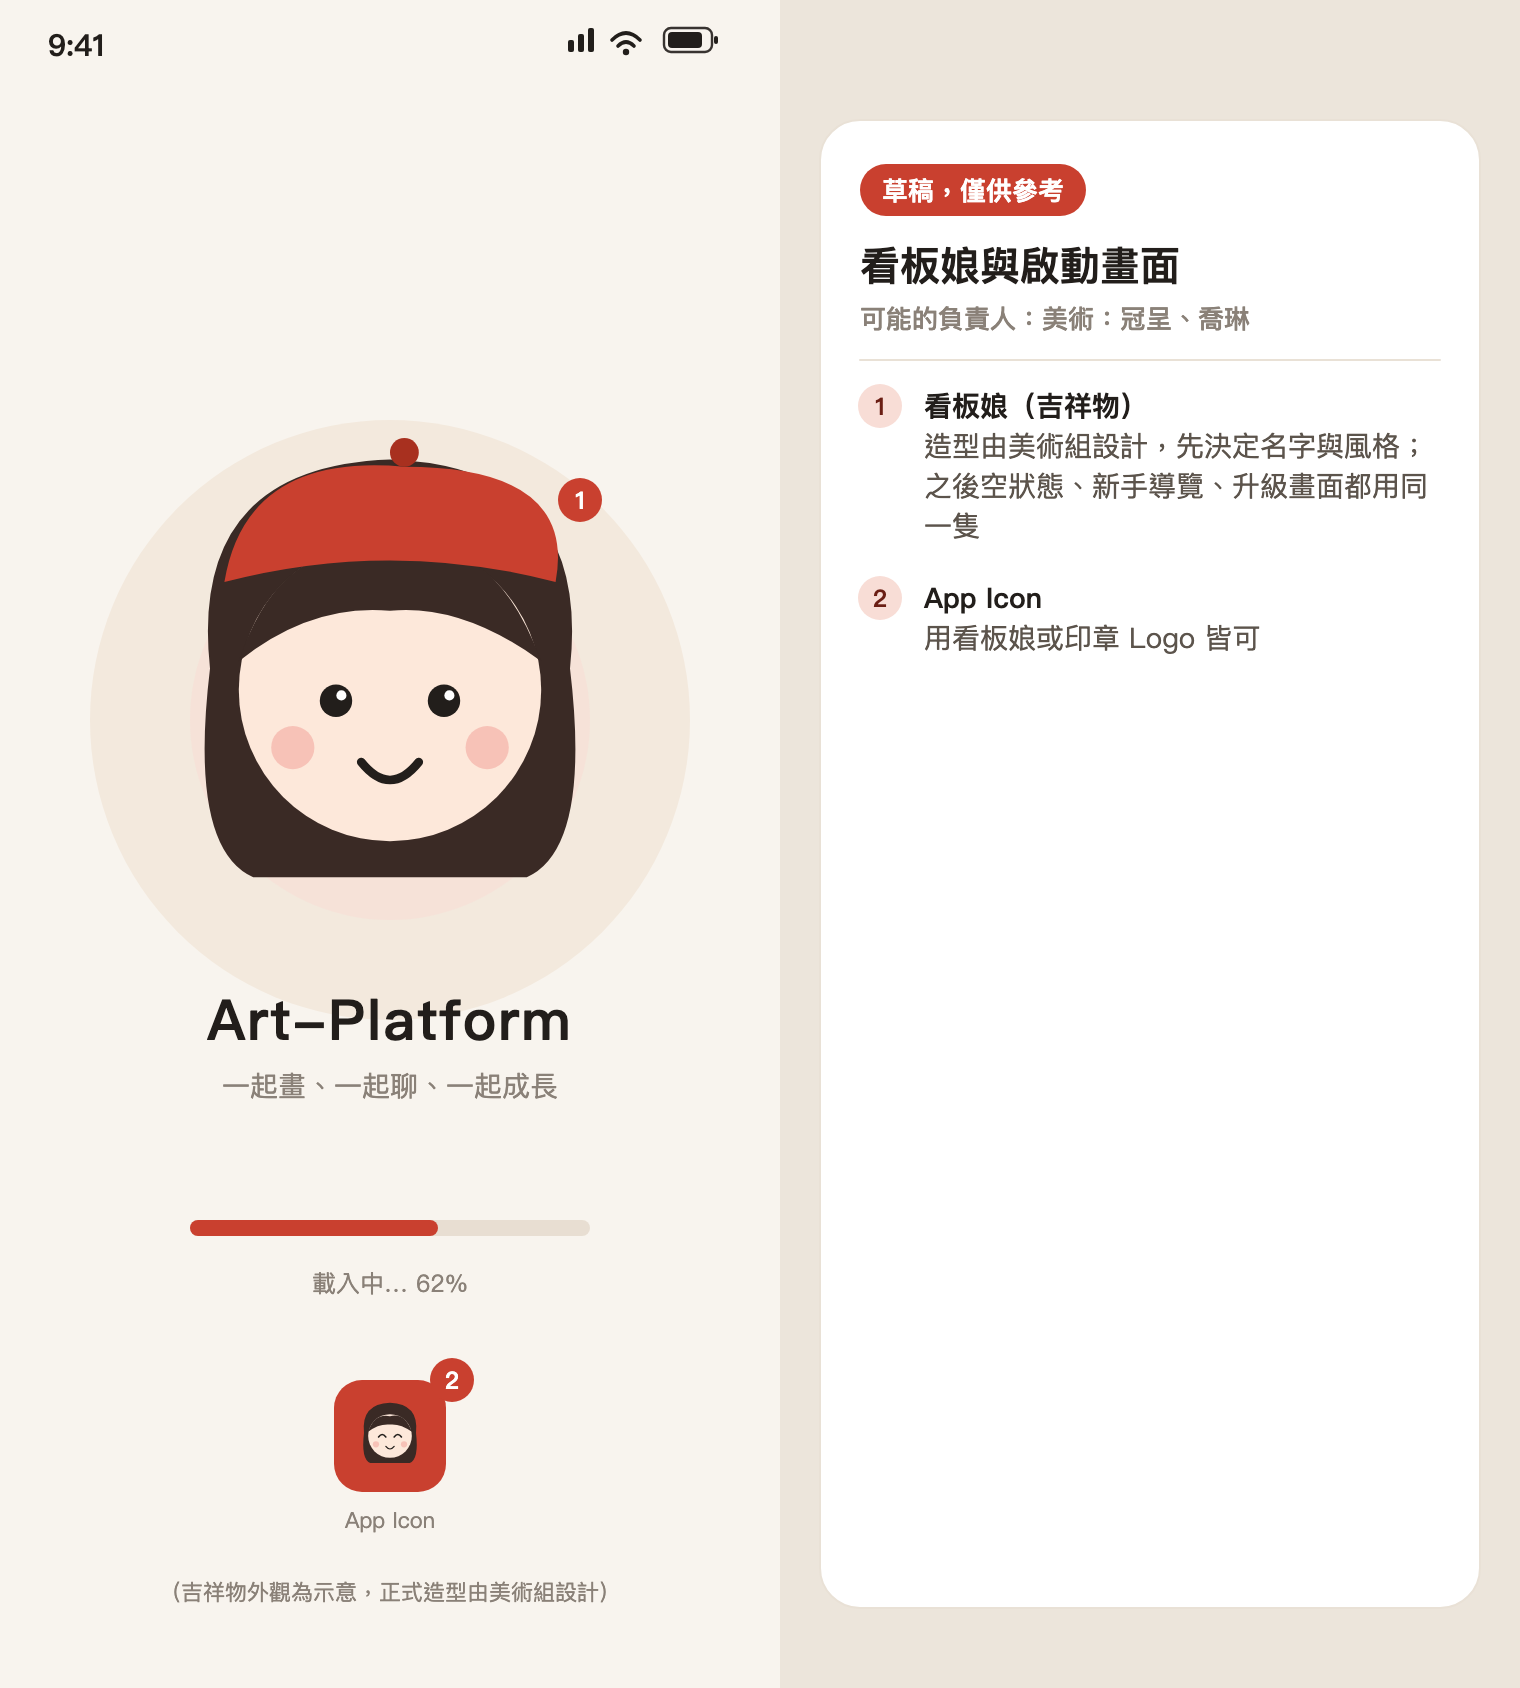 9:41
1
Art-Platform
一起畫、一起聊、一起成長
載入中... 62%
2
App Icon
（吉祥物外觀為示意，正式造型由美術組設計）
草稿，僅供參考
看板娘與啟動畫面
可能的負責人：美術：冠呈、喬琳
1 看板娘（吉祥物）
造型由美術組設計，先決定名字與風格；
之後空狀態、新手導覽、升級畫面都用同
一隻
2 App Icon
用看板娘或印章 Logo 皆可